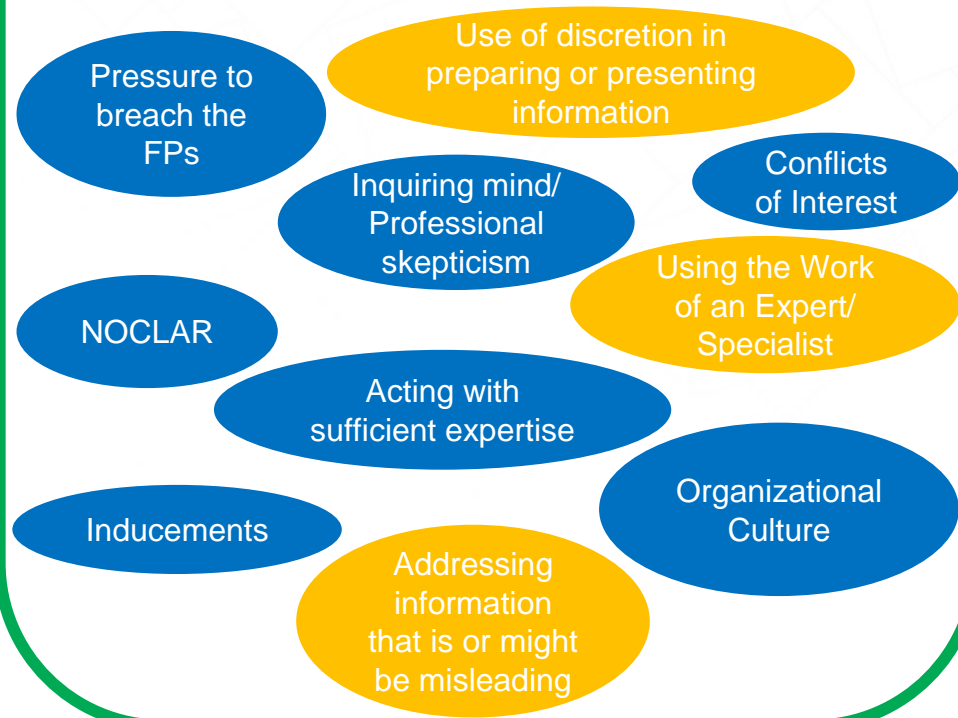 Use of discretion in
preparing or presenting
information
Pressure to
breach the
FPs
Conflicts
of Interest
Inquiring mind/
Professional
skepticism
Using the Work
of an Expert/
Specialist
NOCLAR
Acting with
sufficient expertise
Organizational
Culture
Inducements
Addressing
information
that is or might
be misleading